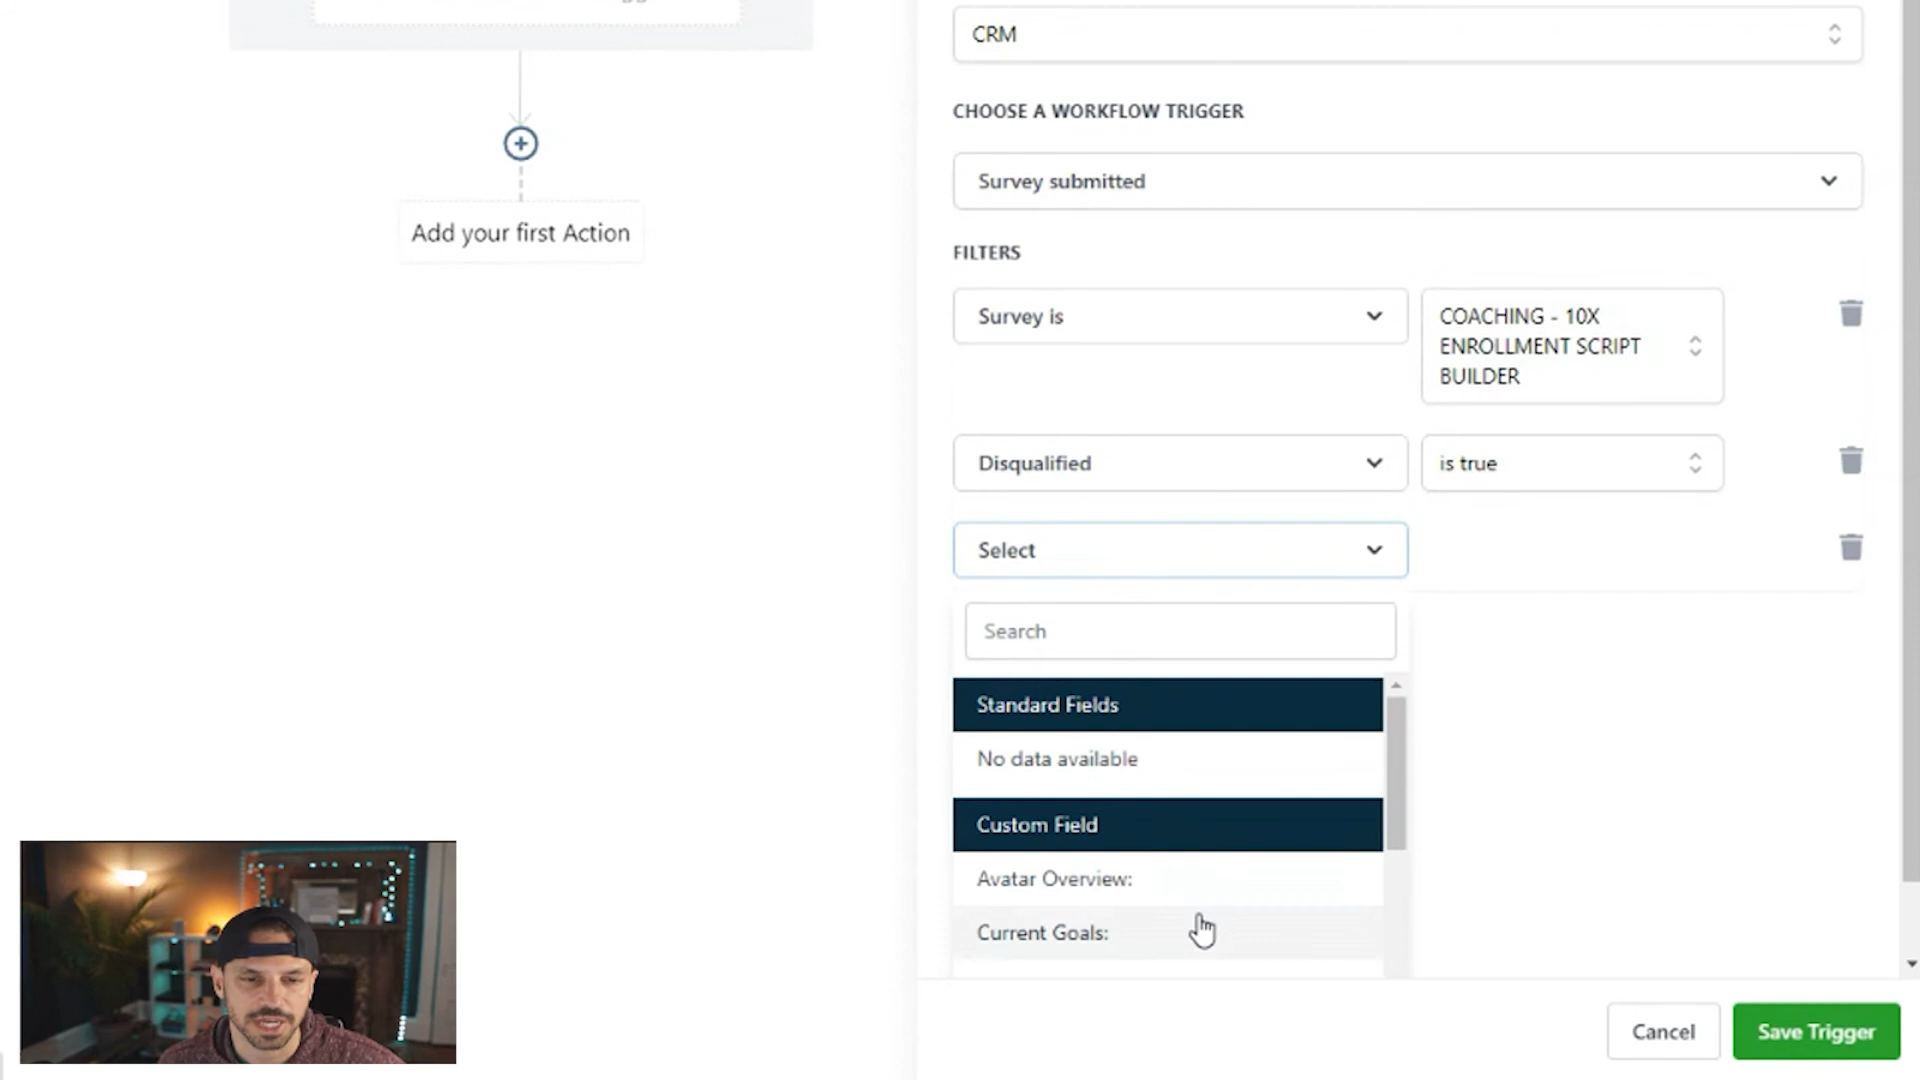 CRM
CHOOSE A WORKFLOW TRIGGER
Survey submitted
FILTERS
Survey is
COACHING - 10X
ENROLLMENT SCRIPT
BUILDER
Disqualified
is true
Select
Search
Standard Fields
No data available
Custom Field
Avatar Overview:
Current Goals:
Cancel
Save Trigger
Add your first Action